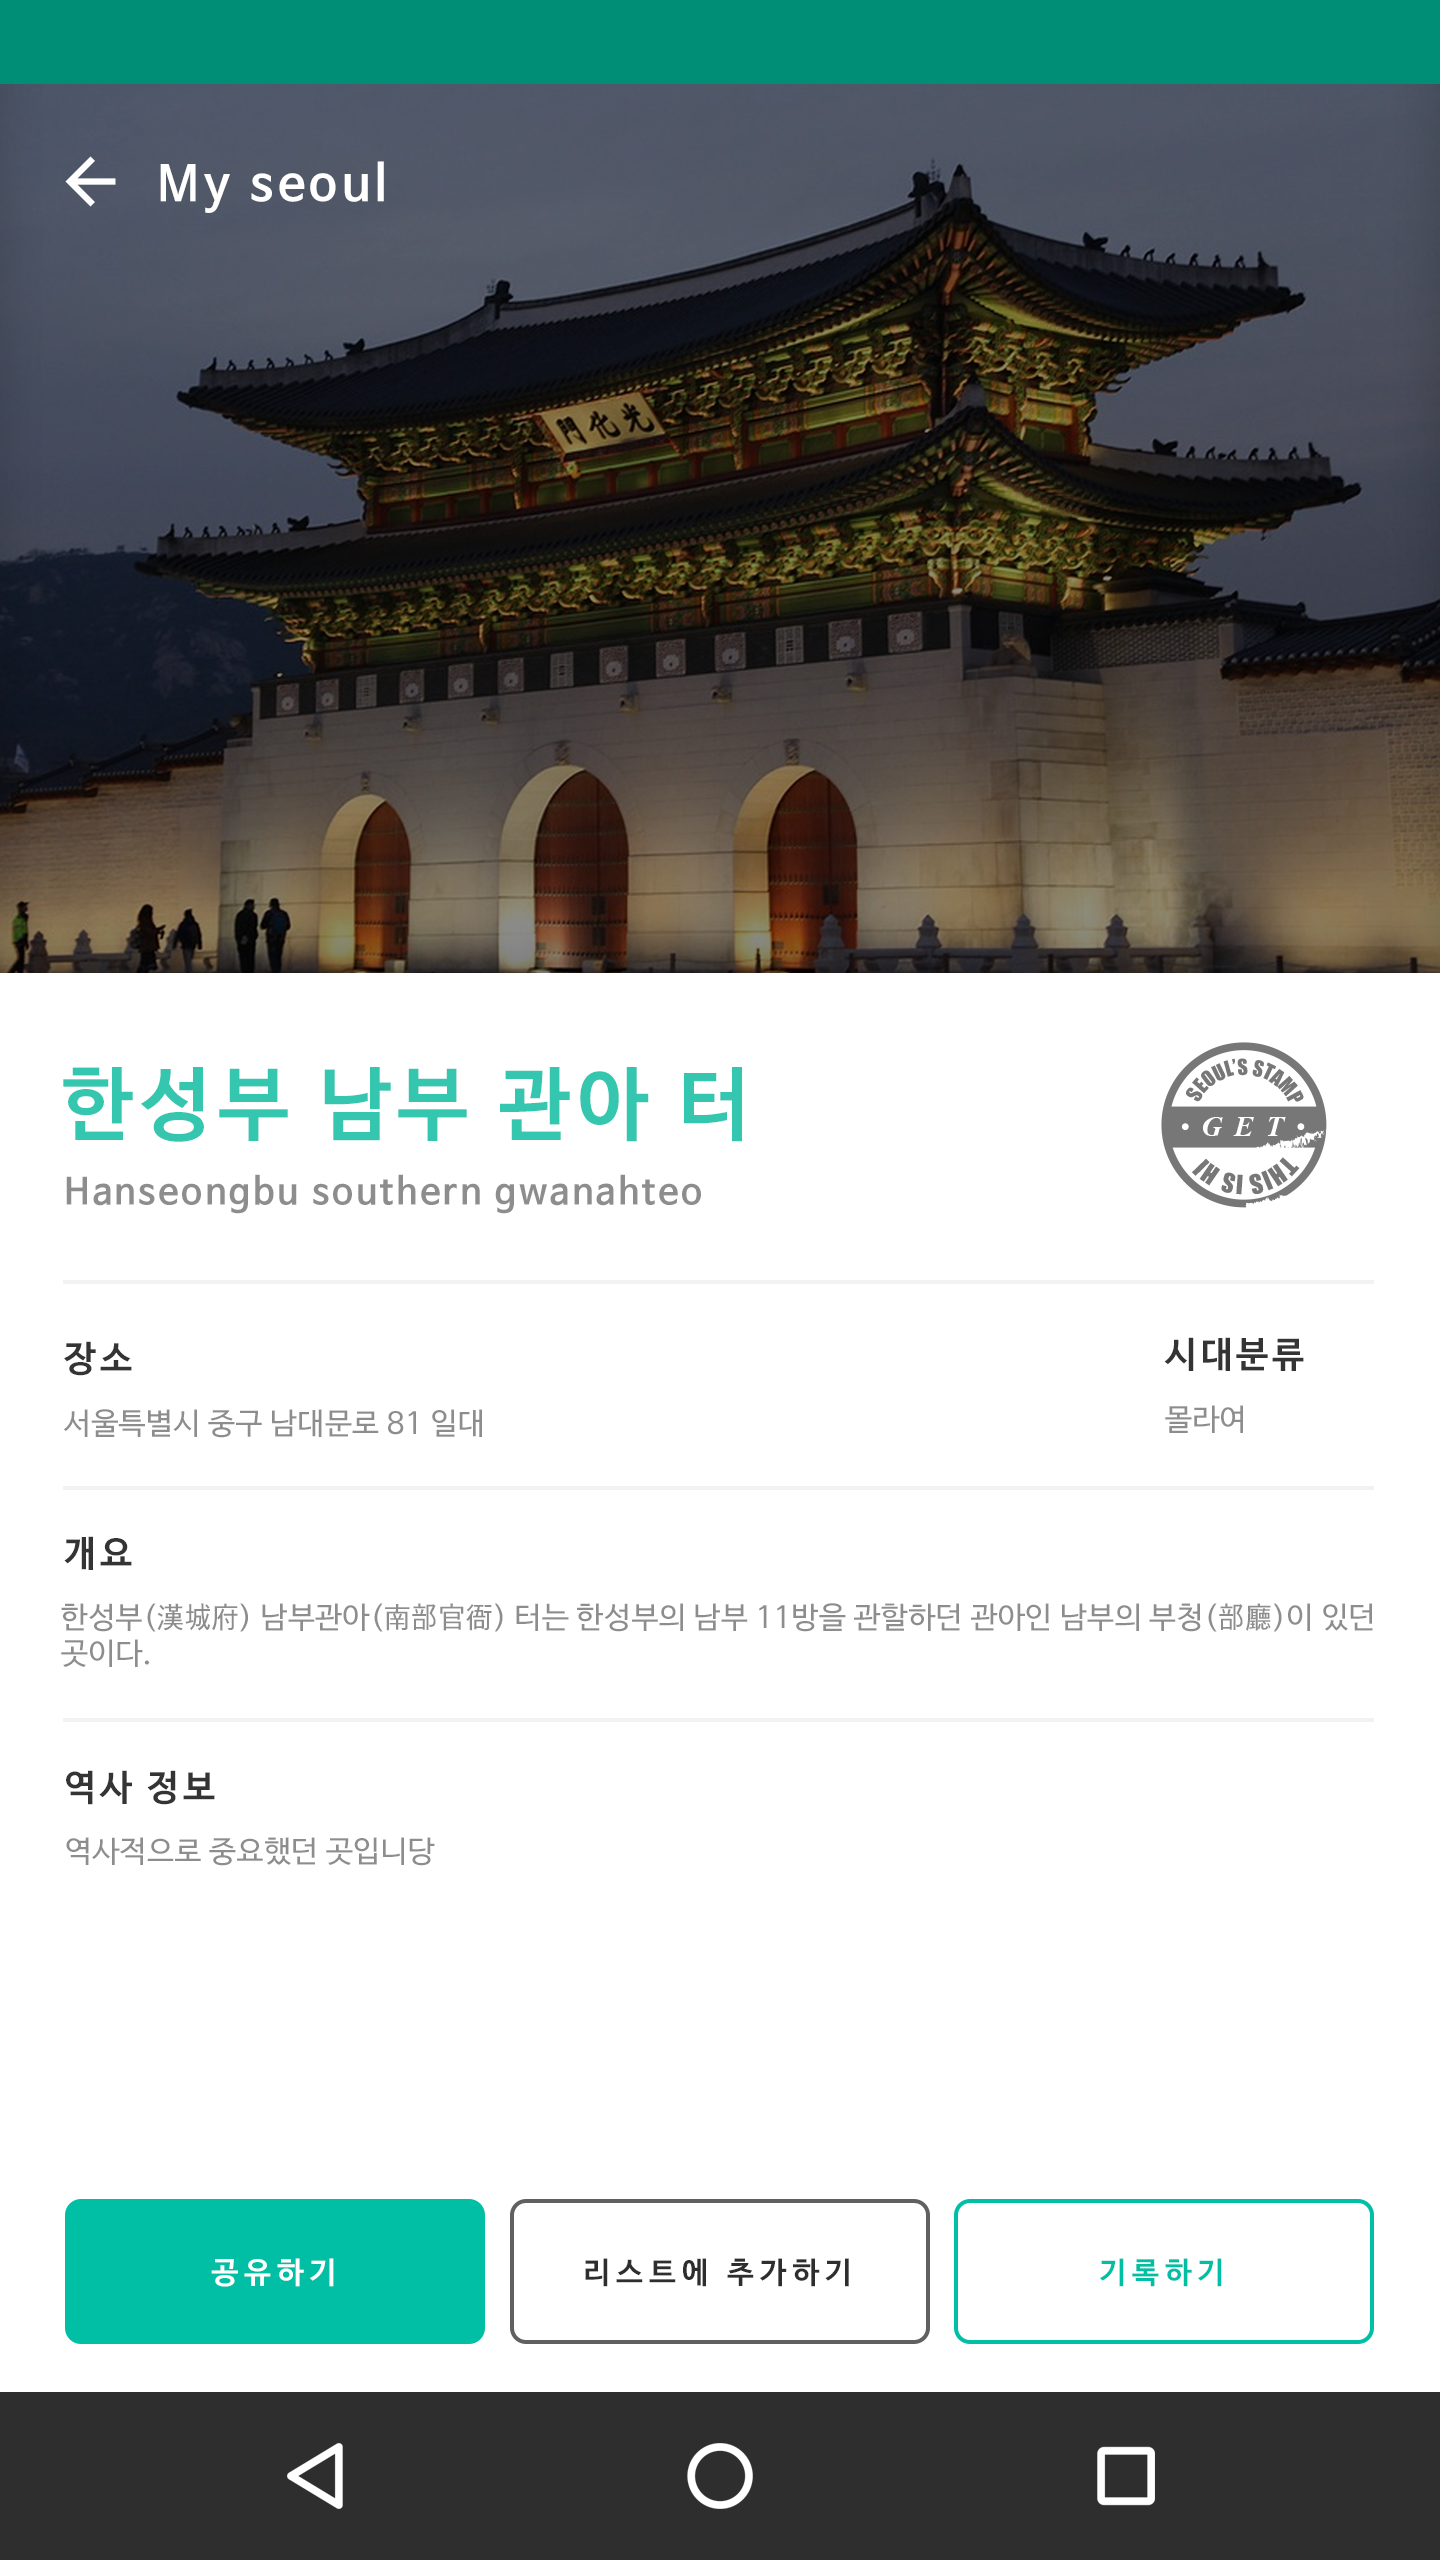 My seoul
光化門
한성부 남부 관아 터
Hanseongbu southern gwanahteo
SEOUL'S STAMP
• GET •
THIS IS HI
장소
서울특별시 중구 남대문로 81 일대
시대분류
몰라여
개요
한성부(漢城府) 남부관아(南部官衙) 터는 한성부의 남부 11방을 관할하던 관아인 남부의 부청(部廳)이 있던
곳이다.
역사 정보
역사적으로 중요했던 곳입니당
공유하기
리스트에 추가하기
기록하기